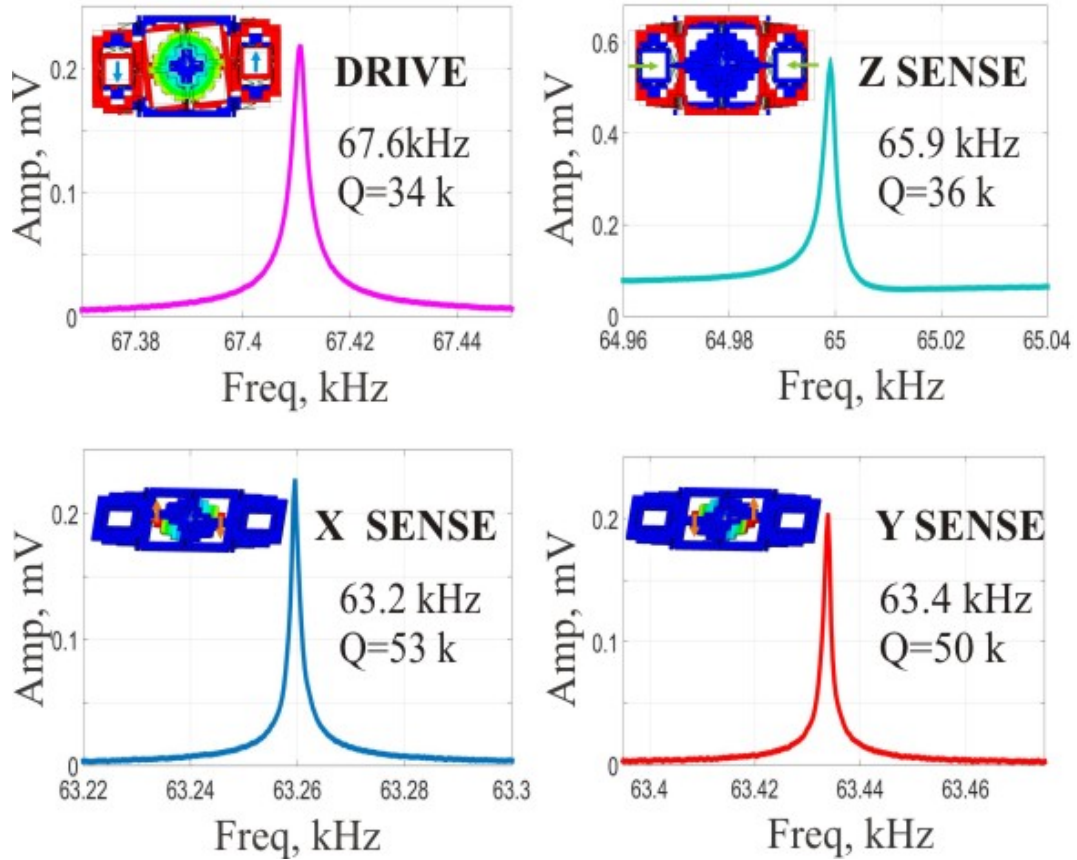 DRIVE
67.6kHz
Q=34 k
Amp, mV
0.2
0.1
0
67.38 67.4 67.42 67.44
Freq, kHz
Z SENSE
65.9 kHz
Q=36 k
Amp, mV
0.6
0.4
0.2
0
64.96 64.98 65 65.02 65.04
Freq, kHz
X SENSE
63.2 kHz
Q=53 k
Amp, mV
0.2
0.1
0
63.22 63.24 63.26 63.28 63.3
Freq, kHz
Y SENSE
63.4 kHz
Q=50 k
Amp, mV
0.2
0.1
0
63.4 63.42 63.44 63.46
Freq, kHz